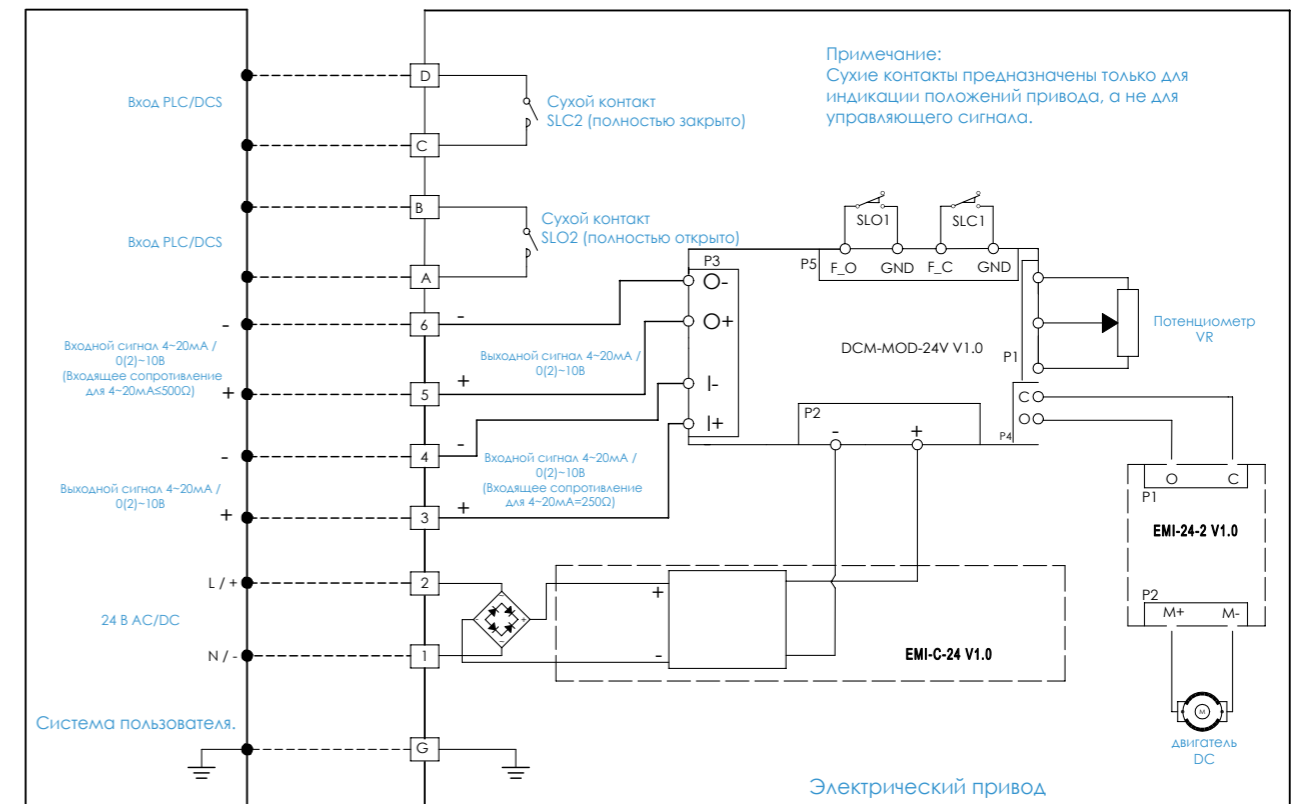 Примечание:
Сухие контакты предназначены только для
индикации положений привода, а не для
управляющего сигнала.
D
Вход PLC/DCS
Сухой контакт
SLC2 (полностью закрыто)
C
B
Вход PLC/DCS
Сухой контакт
SLO2 (полностью открыто)
A
SLO1
SLC1
P5
F_O
GND
F_C
GND
P3
O-
O+
I-
I+
DCM-MOD-24V V1.0
P1
Потенциометр
VR
P2
-
+
C
O
P4
-
6
-
Входной сигнал 4~20мА /
0(2)~10В
(Входящее сопротивление
для 4~20мА≤500Ω)
Выходной сигнал 4~20мА /
0(2)~10В
+
5
+
-
4
-
Выходной сигнал 4~20мА /
0(2)~10В
Входной сигнал 4~20мА /
0(2)~10В
(Входящее сопротивление
для 4~20мА=250Ω)
+
3
+
O
C
P1
EMI-24-2 V1.0
P2
M+
M-
L / +
2
24 В AC/DC
N / -
1
~
-
+
~
+
-
EMI-C-24 V1.0
M
двигатель
DC
Система пользователя.
G
Электрический привод